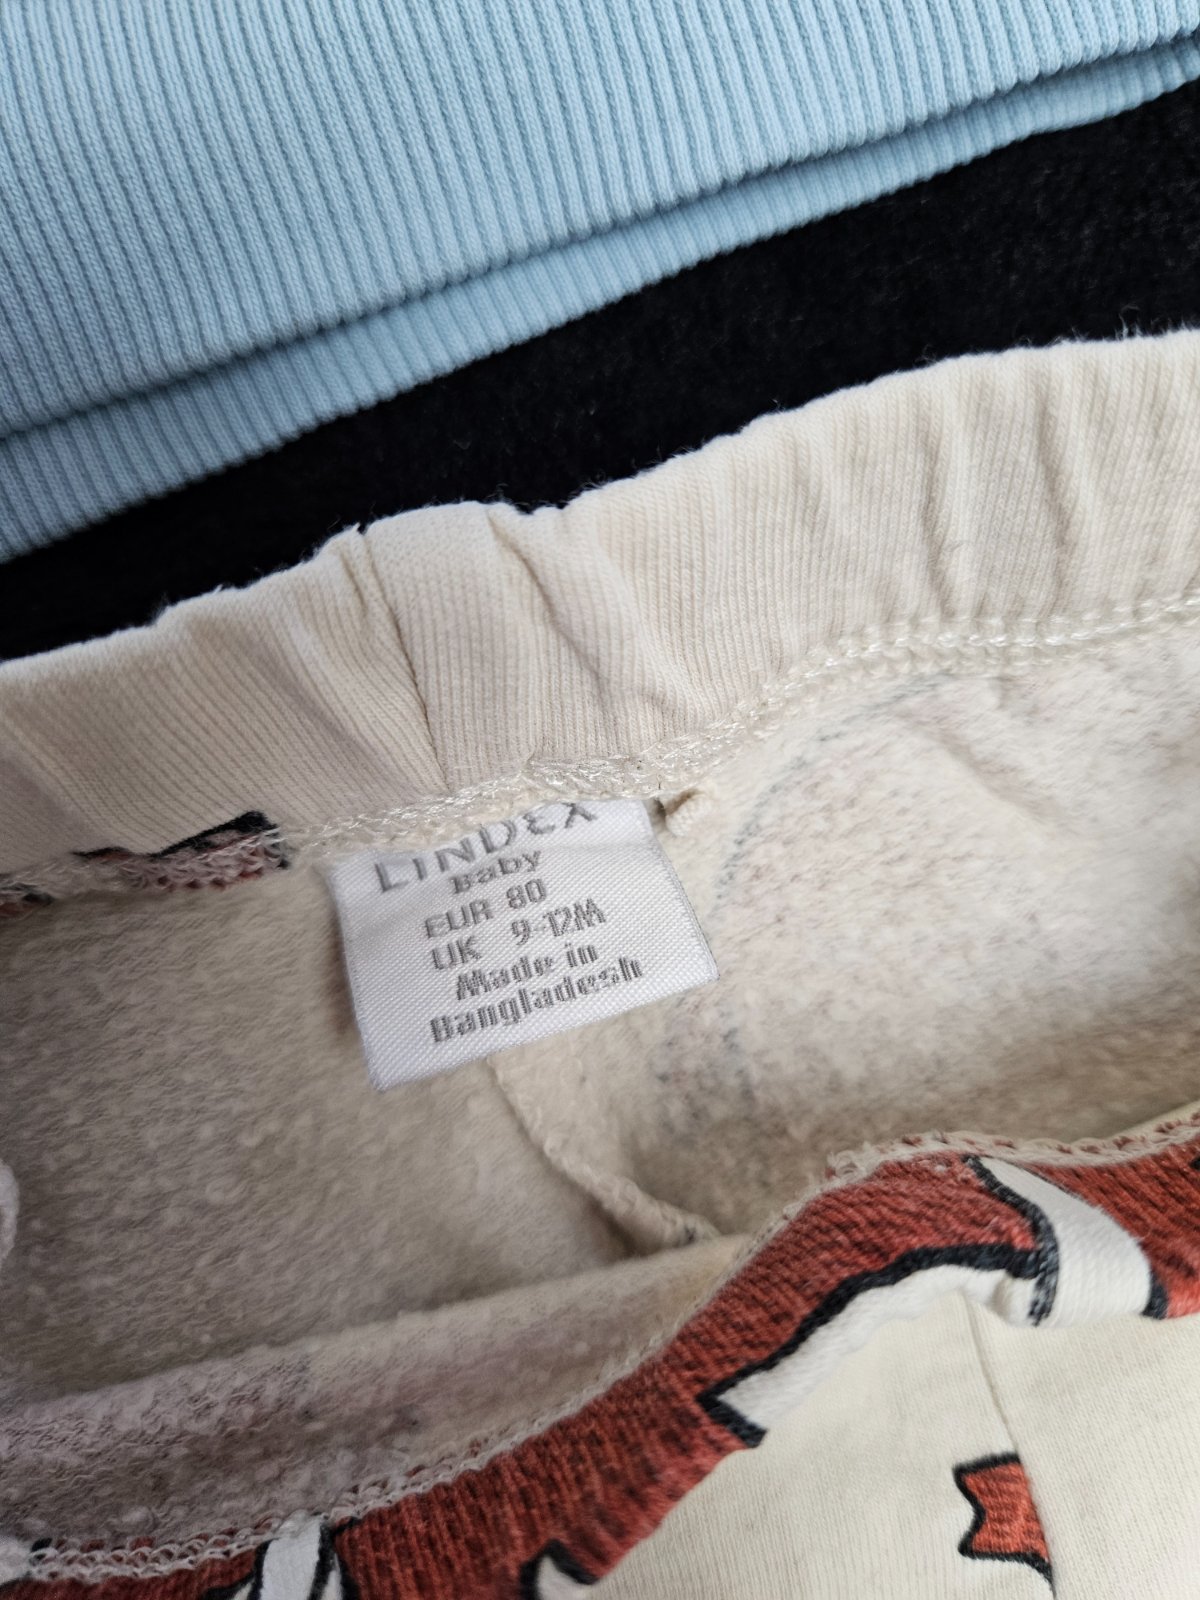 LINDEX
Baby
EUR 80
UK 9-12M
Made in
Bangladesh